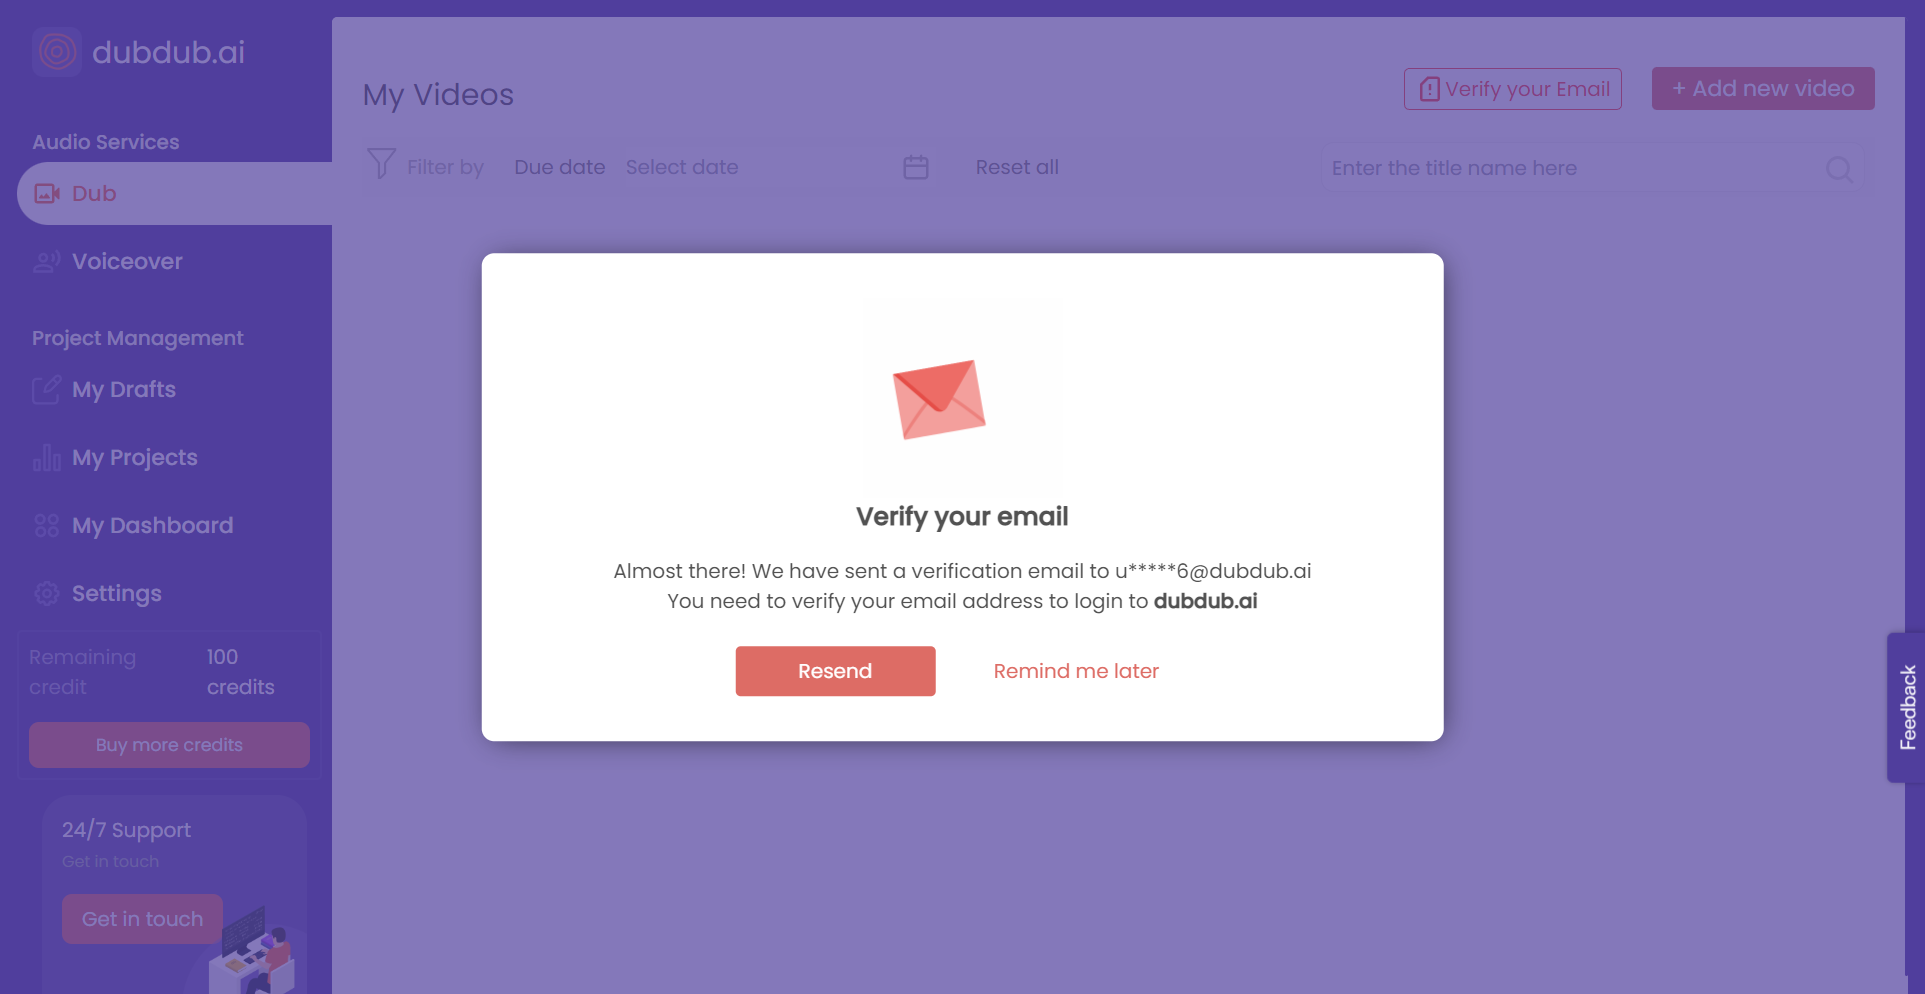 dubdub.ai
Audio Services
Dub
Voiceover
Project Management
My Drafts
My Projects
My Dashboard
Settings
Remaining credit
100 credits
Buy more credits
24/7 Support
Get in touch
Get in touch
My Videos
Verify your Email
+ Add new video
Filter by
Due date
Select date
Reset all
Enter the title name here
Verify your email
Almost there! We have sent a verification email to u*****6@dubdub.ai
You need to verify your email address to login to dubdub.ai
Resend
Remind me later
Feedback